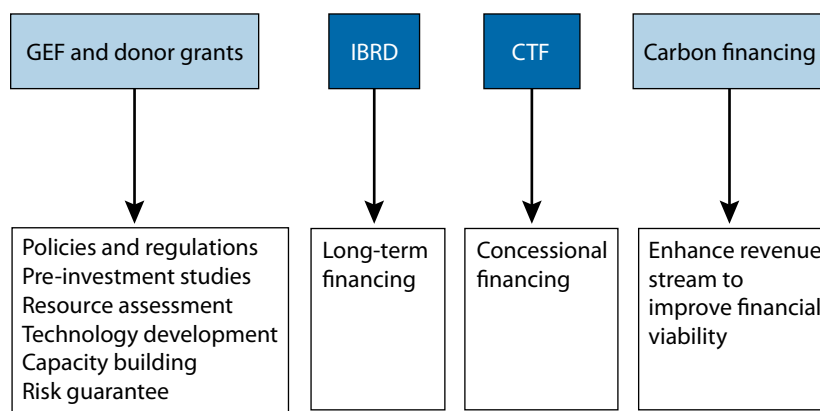 GEF and donor grants
IBRD
CTF
Carbon financing
Policies and regulations
Pre-investment studies
Resource assessment
Technology development
Capacity building
Risk guarantee
Long-term
financing
Concessional
financing
Enhance revenue
stream to
improve financial
viability